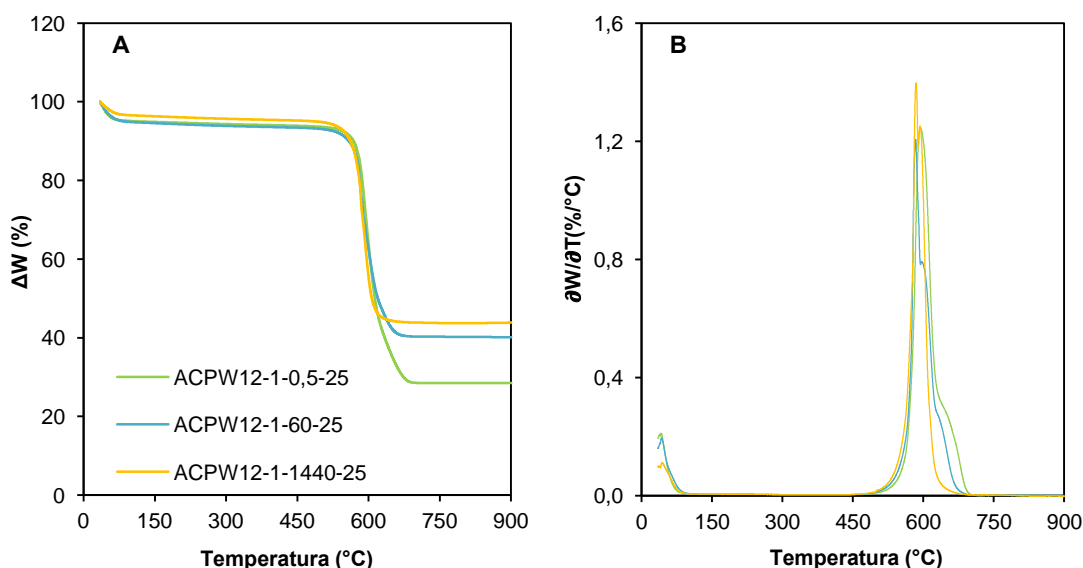 A
ΔW (%)
120
100
80
60
40
20
0
ACPW12-1-0,5-25
ACPW12-1-60-25
ACPW12-1-1440-25
0 150 300 450 600 750 900
Temperatura (°C)
B
∂W/∂T(%/°C)
1,6
1,2
0,8
0,4
0,0
0 150 300 450 600 750 900
Temperatura (°C)